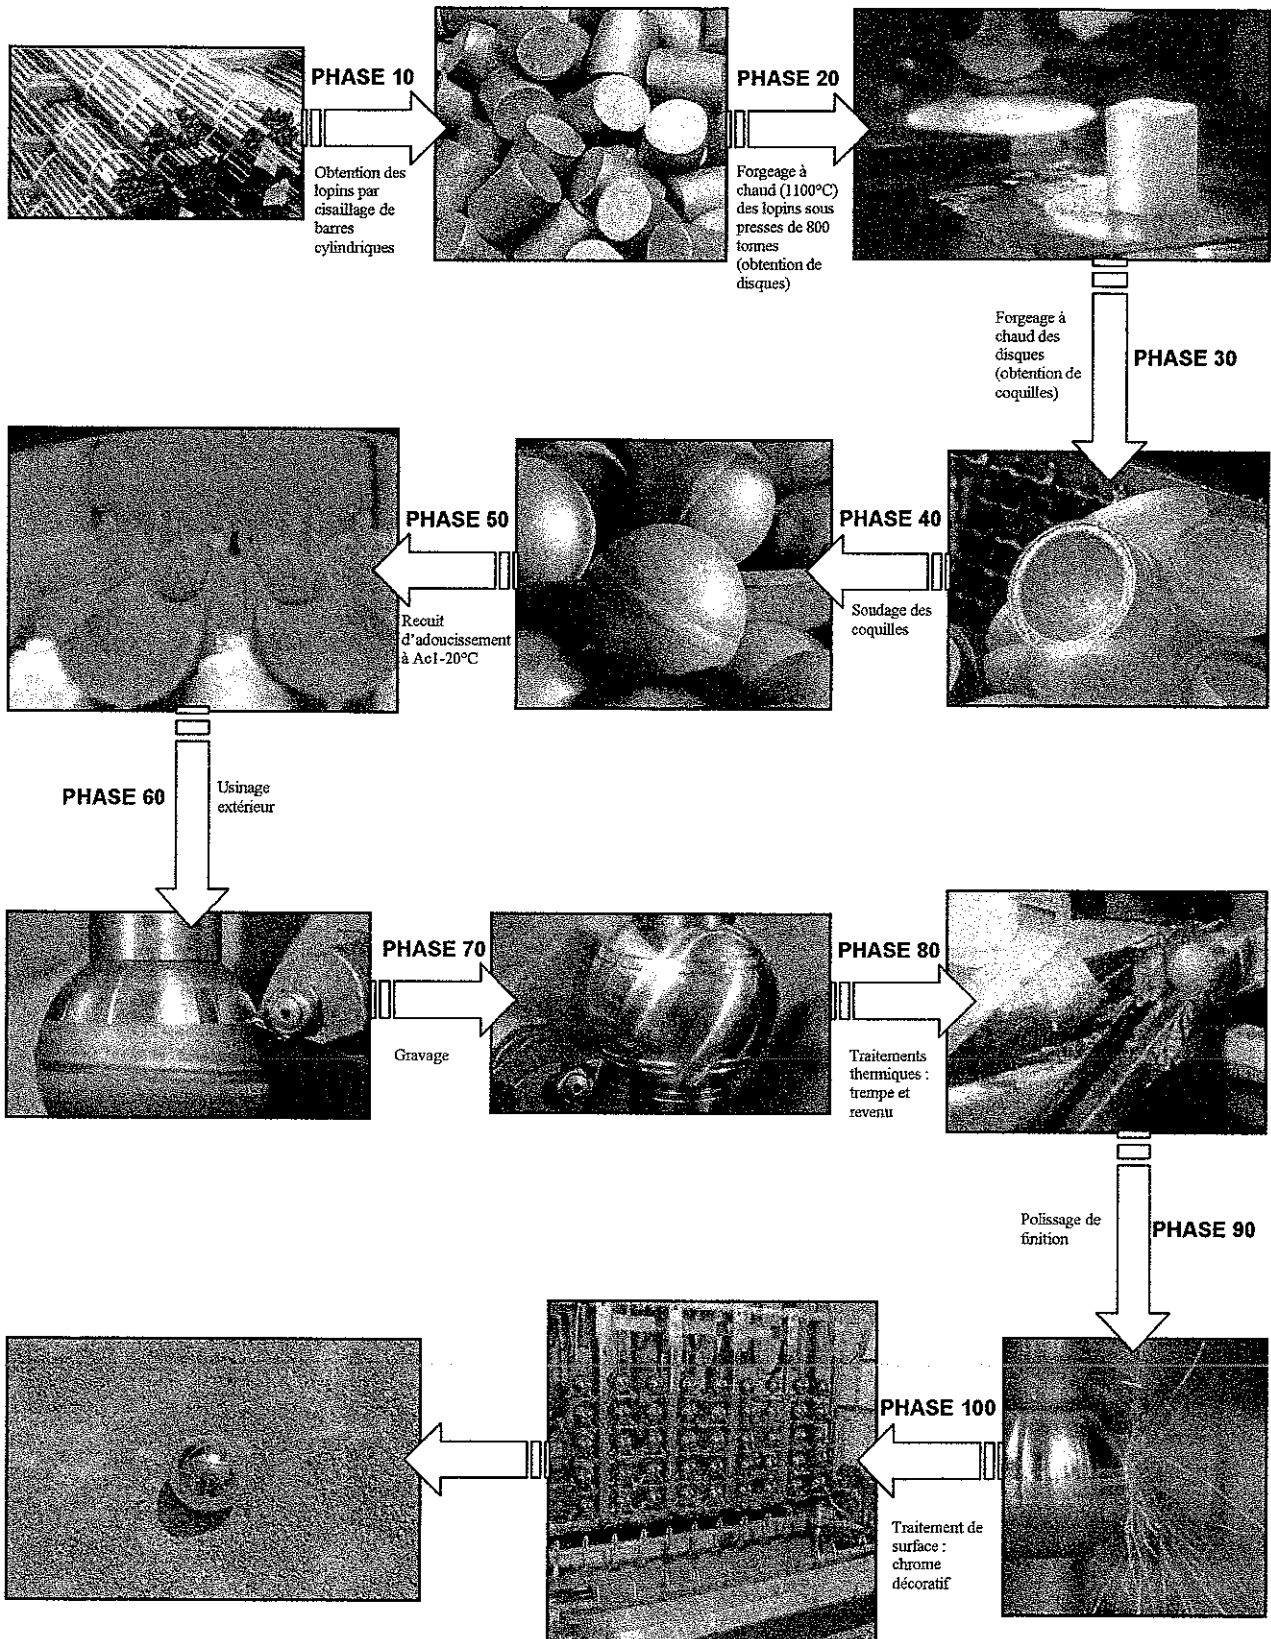 PHASE 10
Obtention des
lopins par
cisaillage de
barres
cylindriques
PHASE 20
Forgeage à
chaud (1100°C)
des lopins sous
presses de 800
tonnes
(obtention de
disques)
Forgeage à
chaud des
disques
(obtention de
coquilles)
PHASE 30
PHASE 40
Soudage des
coquilles
PHASE 50
Recuit
d'adoucissement
à Ac1-20°C
PHASE 60
Usinage
extérieur
PHASE 70
Gravage
PHASE 80
Traitements
thermiques :
trempe et
revenu
Polissage de
finition
PHASE 90
PHASE 100
Traitement de
surface :
chrome
décoratif